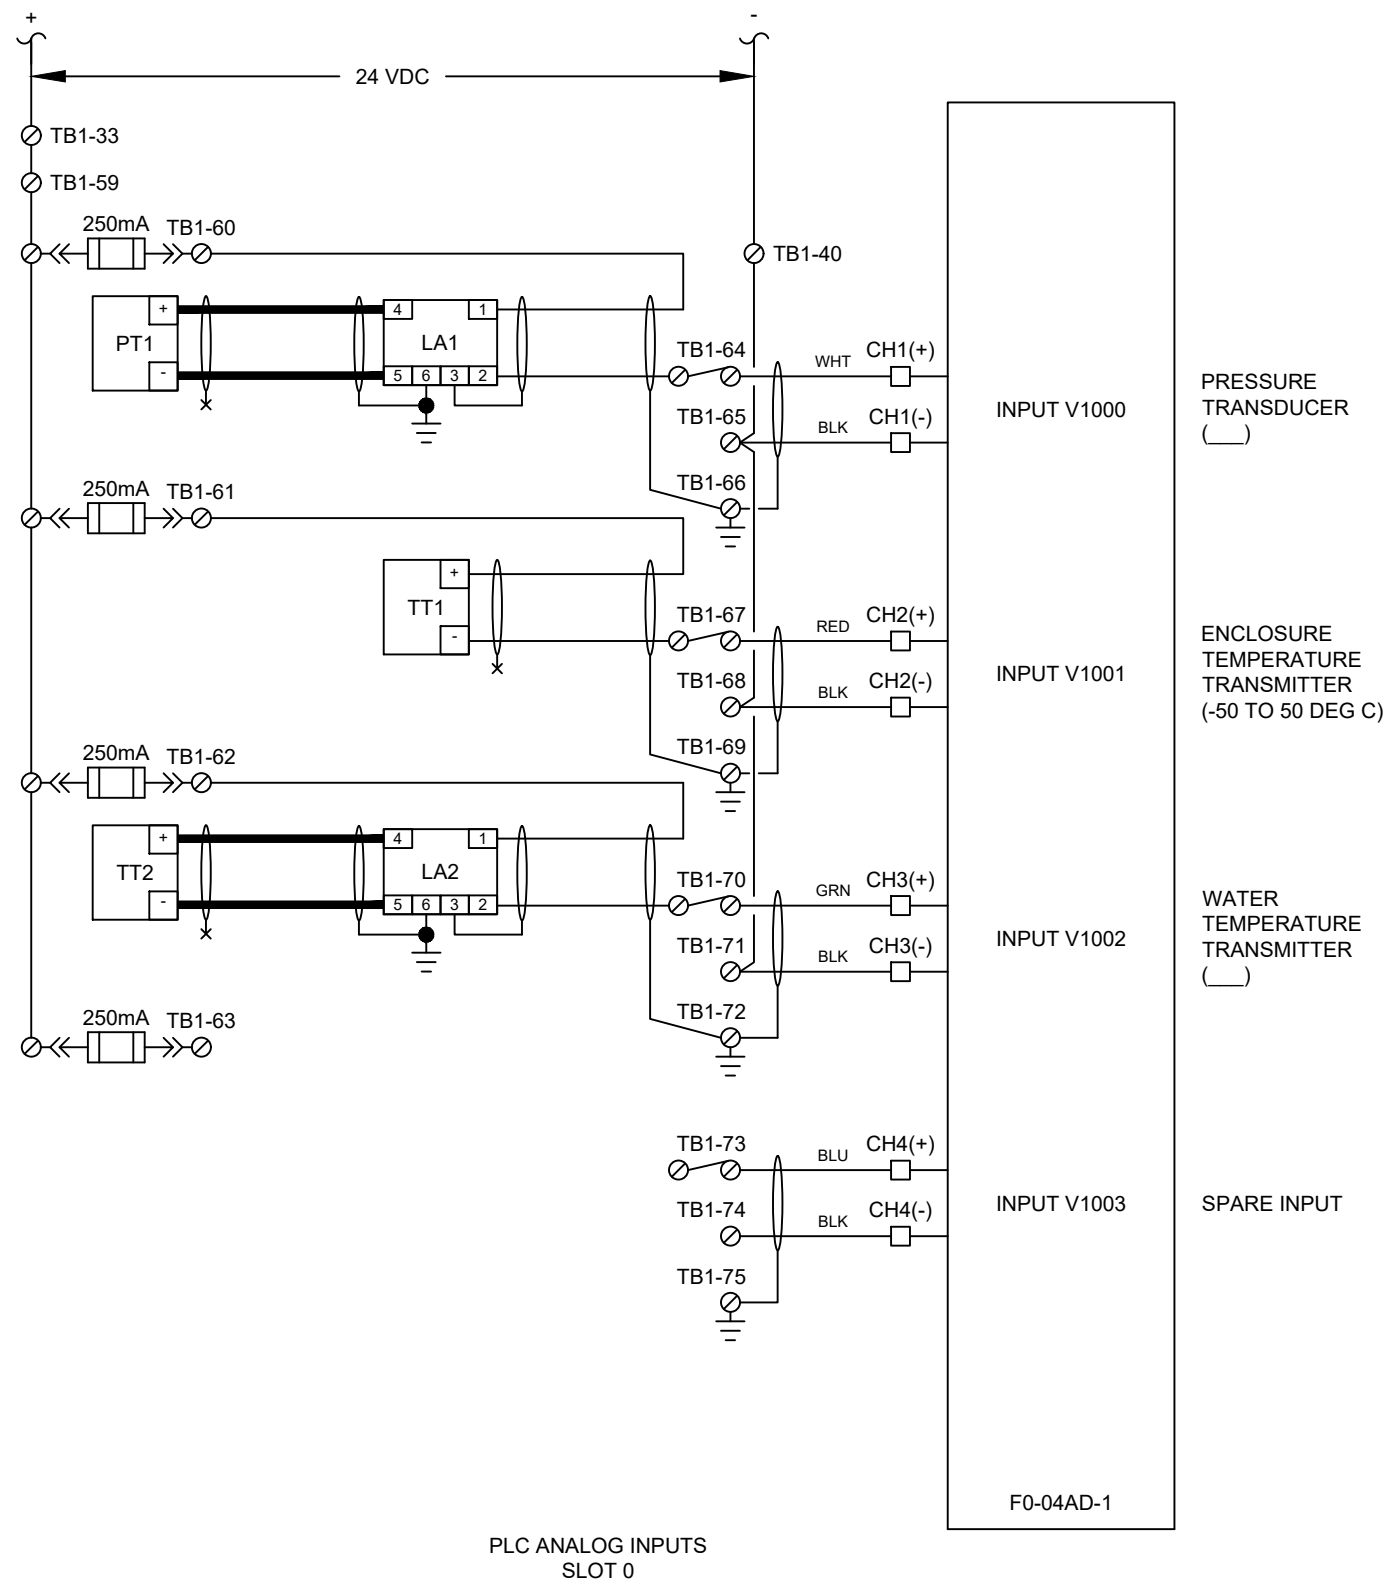 +
-
24 VDC
TB1-33
TB1-59
250mA TB1-60
TB1-40
PT1
+
-
4 1
LA1
5 6 3 2
TB1-64
WHT
CH1(+)
TB1-65
BLK
CH1(-)
TB1-66
INPUT V1000
PRESSURE
TRANSDUCER
(___)
250mA TB1-61
TT1
+
-
TB1-67
RED
CH2(+)
TB1-68
BLK
CH2(-)
TB1-69
INPUT V1001
ENCLOSURE
TEMPERATURE
TRANSMITTER
(-50 TO 50 DEG C)
250mA TB1-62
TT2
+
-
4 1
LA2
5 6 3 2
TB1-70
GRN
CH3(+)
TB1-71
BLK
CH3(-)
TB1-72
INPUT V1002
WATER
TEMPERATURE
TRANSMITTER
(___)
250mA TB1-63
TB1-73
BLU
CH4(+)
TB1-74
BLK
CH4(-)
TB1-75
INPUT V1003
SPARE INPUT
F0-04AD-1
PLC ANALOG INPUTS
SLOT 0